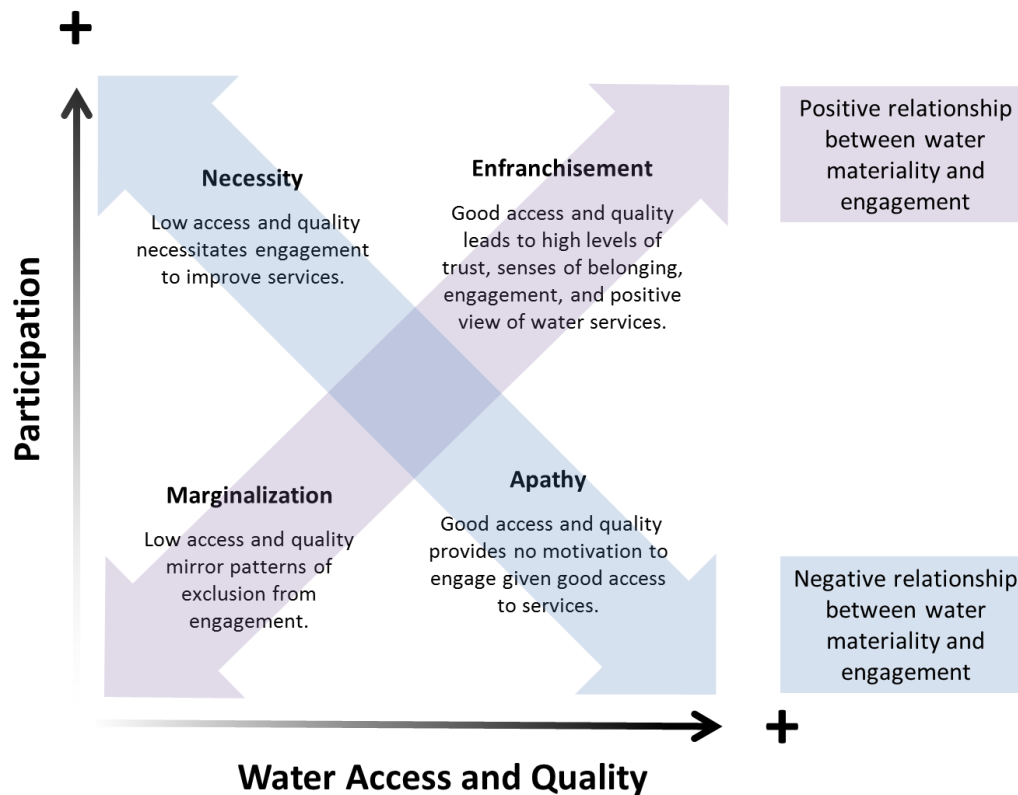 +
Participation
Necessity
Low access and quality
necessitates engagement
to improve services.
Enfranchisement
Good access and quality
leads to high levels of
trust, senses of belonging,
engagement, and positive
view of water services.
Positive relationship
between water
materiality and
engagement
Marginalization
Low access and quality
mirror patterns of
exclusion from
engagement.
Apathy
Good access and quality
provides no motivation to
engage given good access
to services.
Negative relationship
between water
materiality and
engagement
+
Water Access and Quality